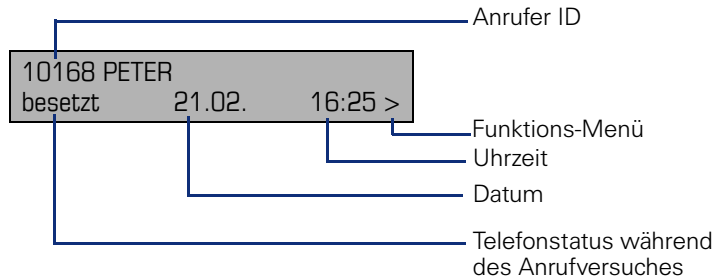 Anrufer ID
10168 PETER
besetzt 21.02. 16:25 >
Funktions-Menü
Uhrzeit
Datum
Telefonstatus während
des Anrufversuches